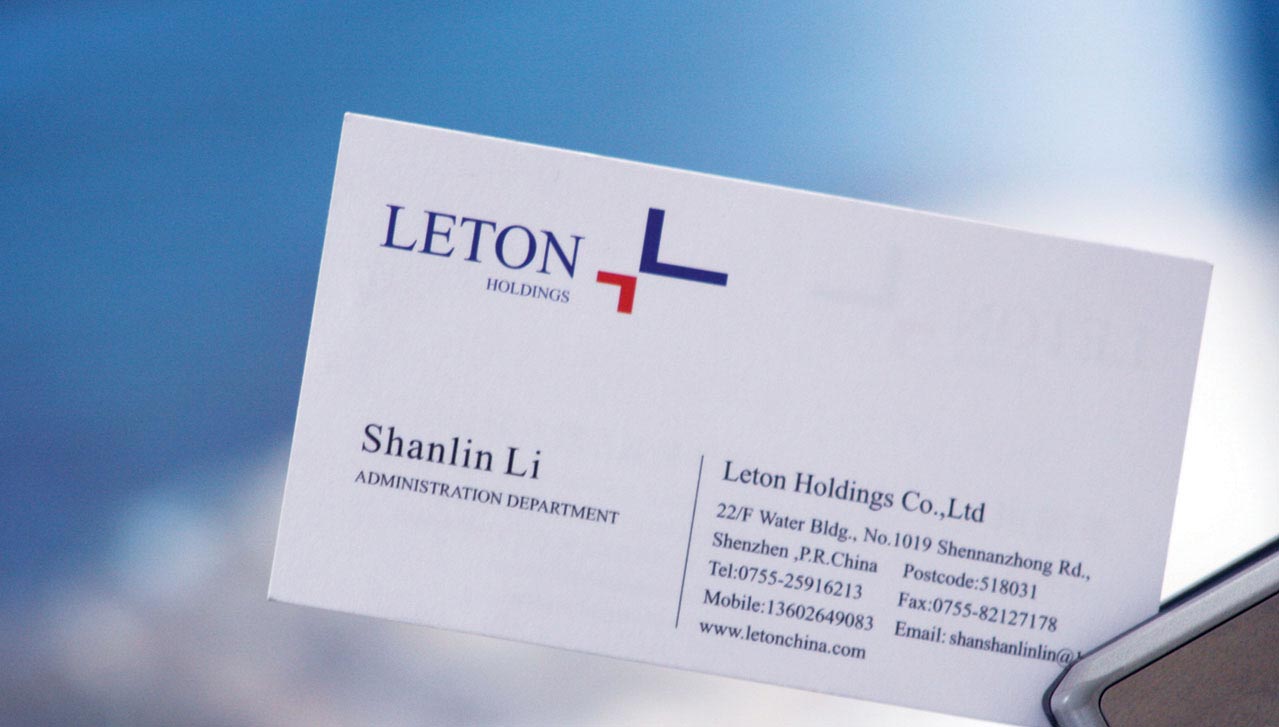 LETON
HOLDINGS
Shanlin Li
ADMINISTRATION DEPARTMENT
Leton Holdings Co.,Ltd
22/F Water Bldg., No.1019 Shennanzhong Rd.,
Shenzhen ,P.R.China Postcode:518031
Tel:0755-25916213 Fax:0755-82127178
Mobile:13602649083 Email: shanshanlinlin@
www.letonchina.com